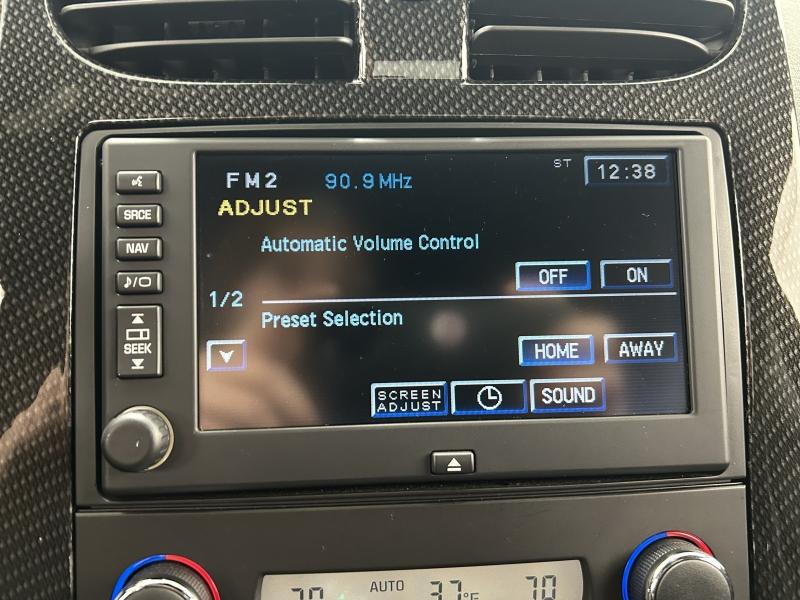 FM2 90.9 MHz ST 12:38
ADJUST
SRCE
Automatic Volume Control
NAV
OFF ON
1/2
Preset Selection
SEEK
HOME AWAY
SCREEN ADJUST SOUND
AUTO
37°F